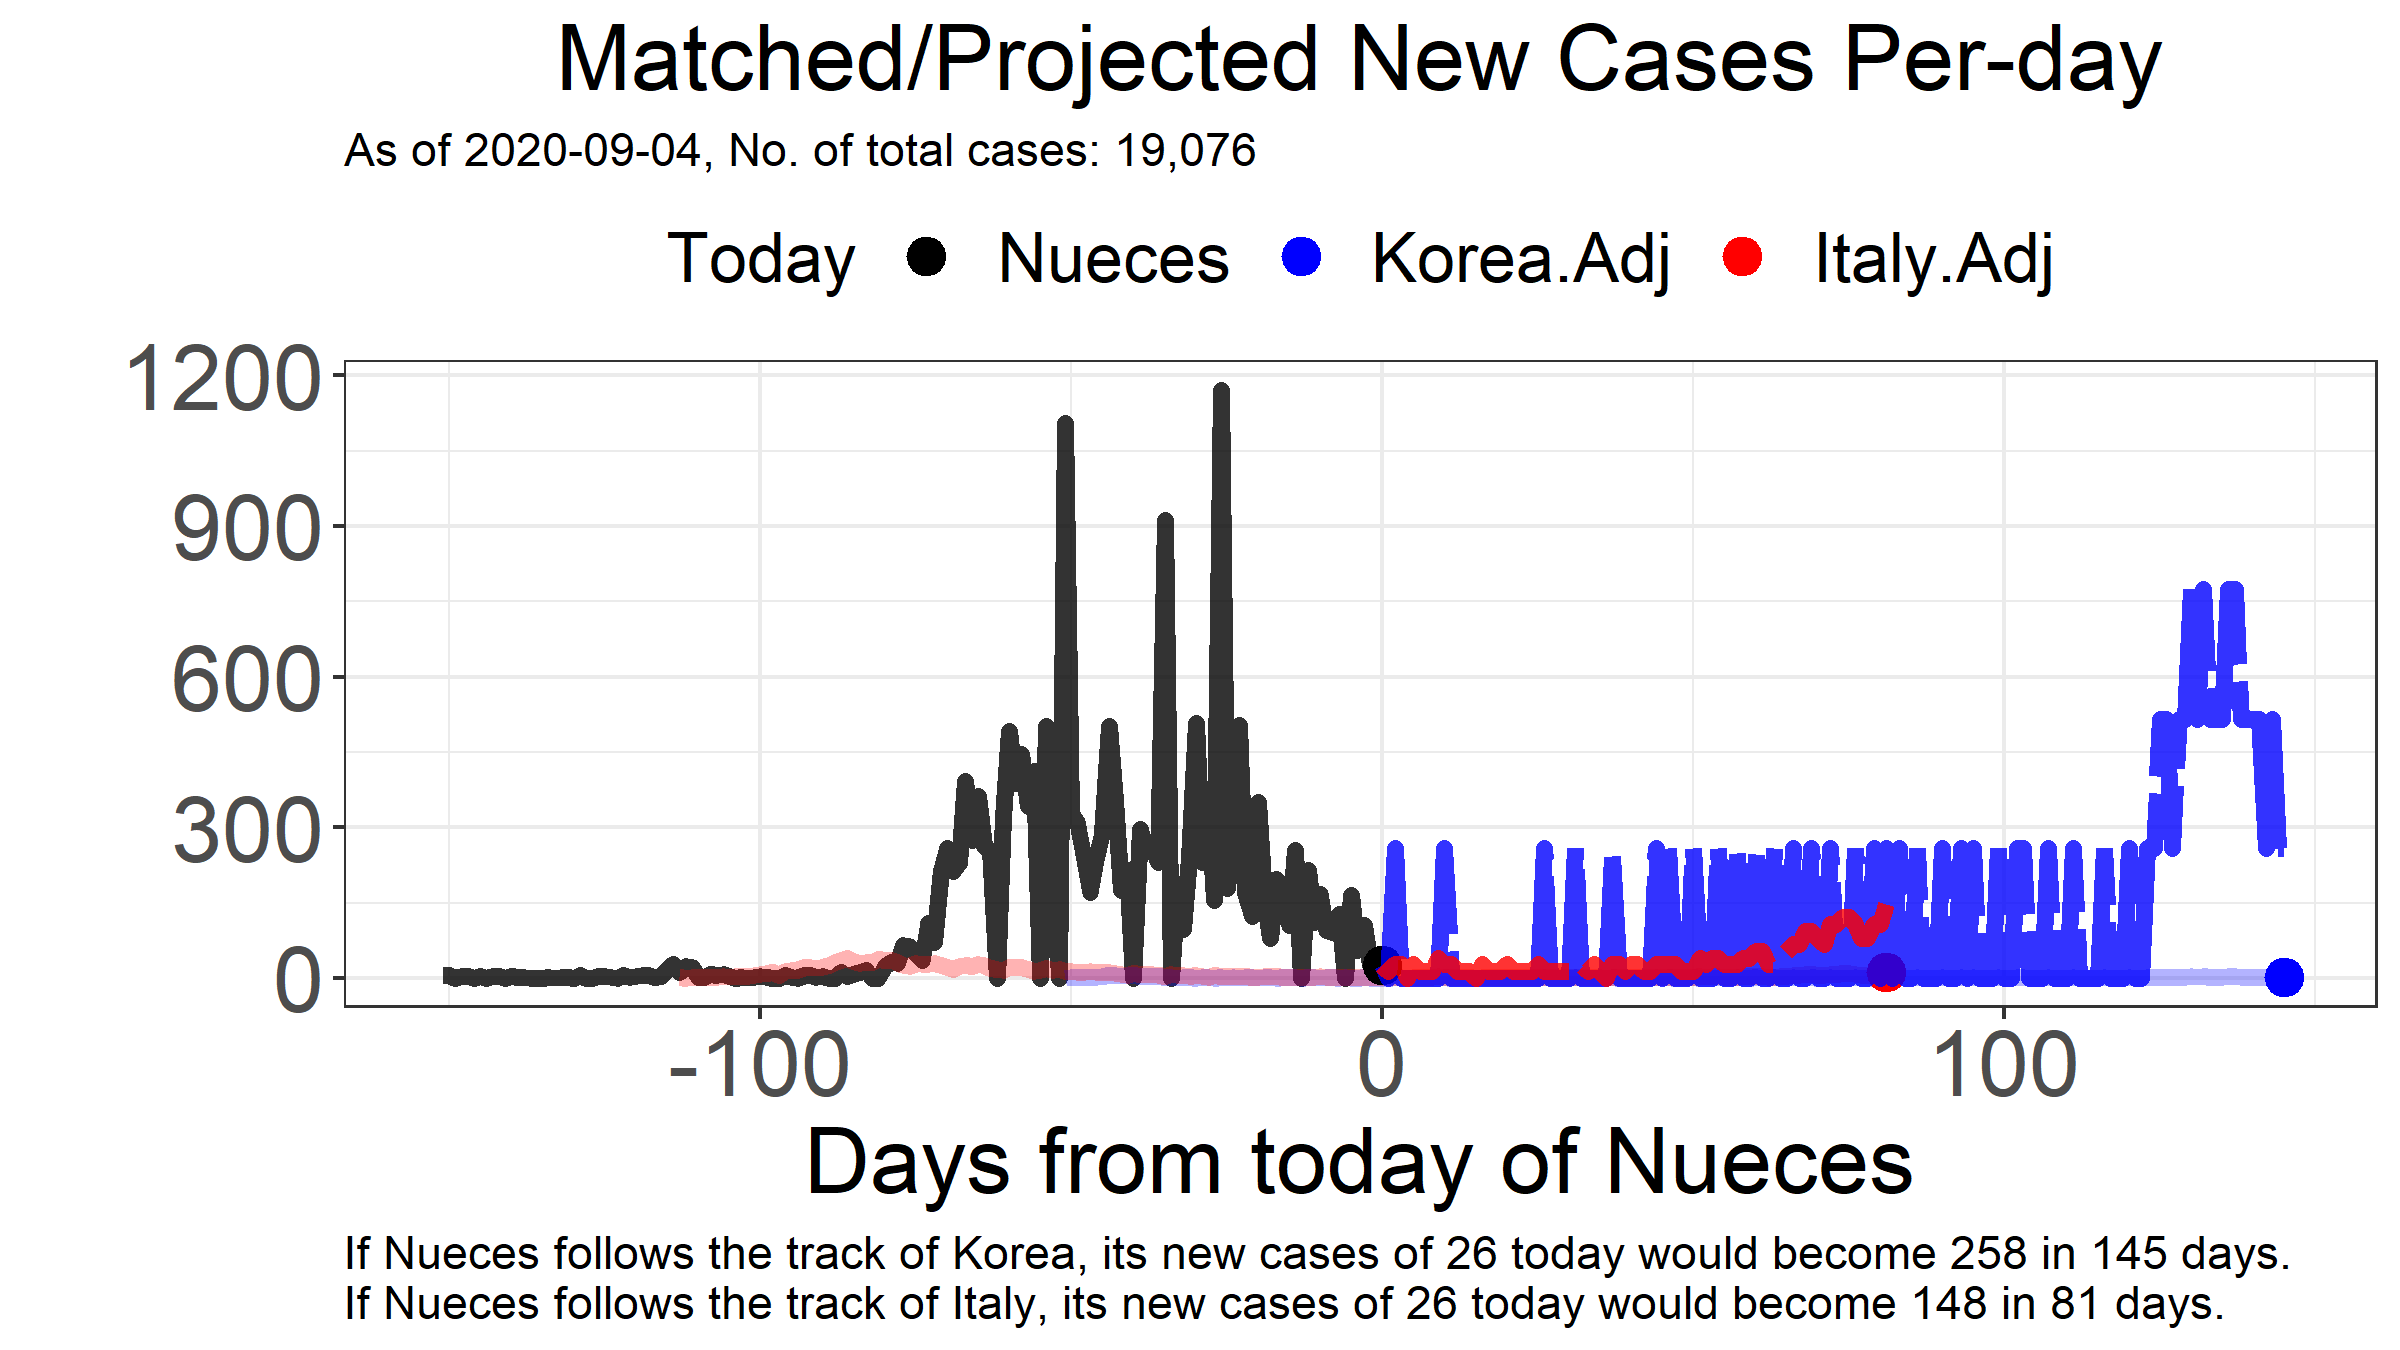 Matched/Projected New Cases Per-day
As of 2020-09-04, No. of total cases: 19,076
Today Nueces Korea.Adj Italy.Adj
1200
900
600
300
0
-100 0 100
Days from today of Nueces
If Nueces follows the track of Korea, its new cases of 26 today would become 258 in 145 days.
If Nueces follows the track of Italy, its new cases of 26 today would become 148 in 81 days.